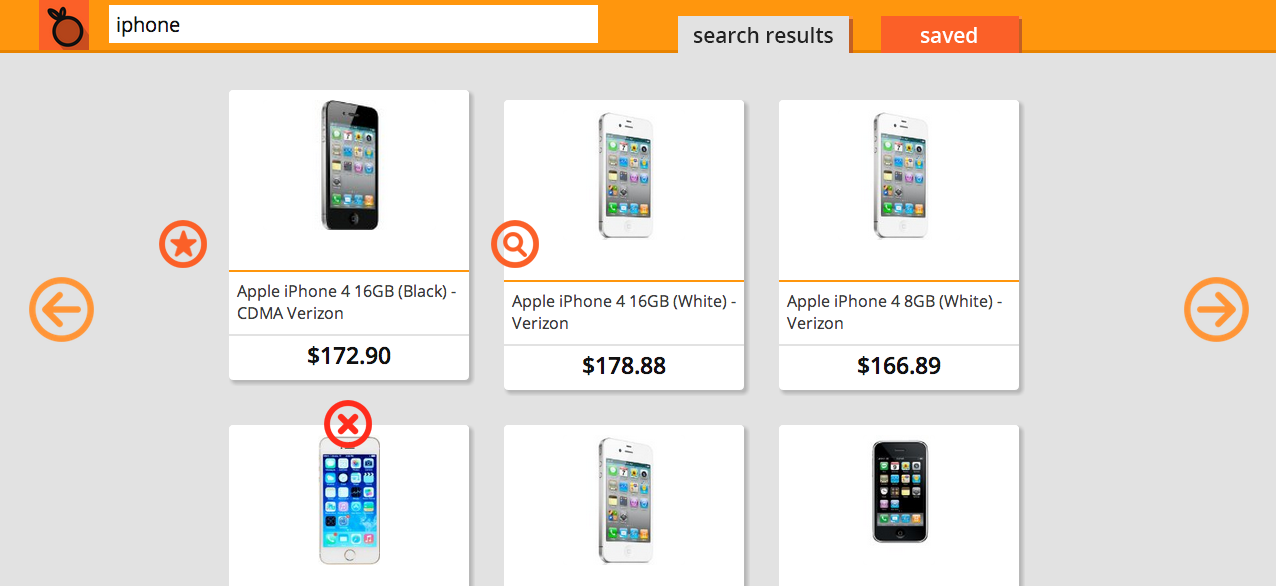 iphone
search results
saved
Apple iPhone 4 16GB (Black) -
CDMA Verizon
$172.90
Apple iPhone 4 16GB (White) -
Verizon
$178.88
Apple iPhone 4 8GB (White) -
Verizon
$166.89